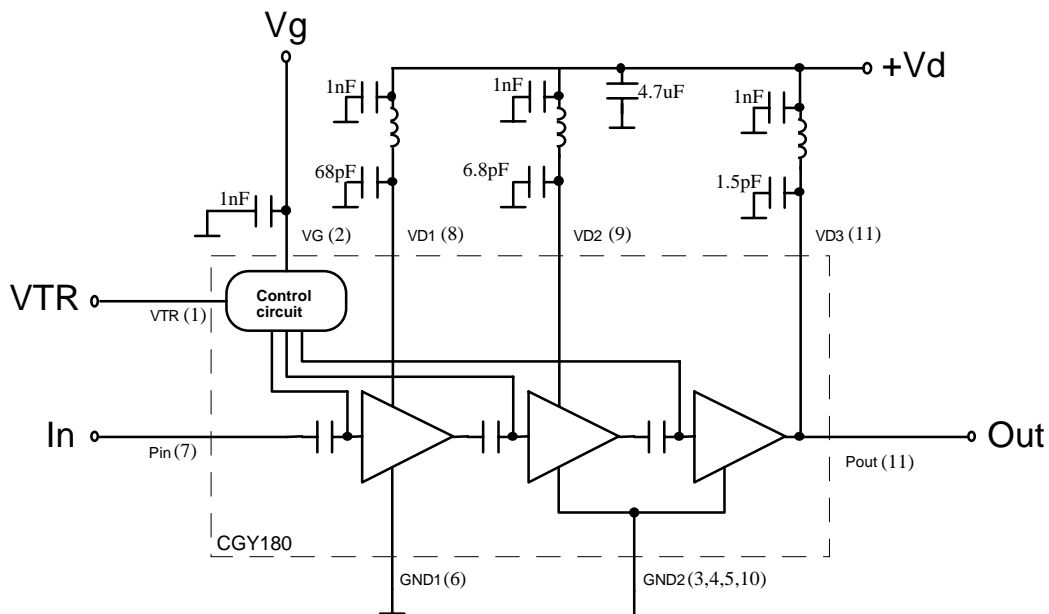 Vg
+Vd
1nF
1nF
4.7uF
1nF
68pF
6.8pF
1.5pF
1nF
VG (2)
VD1 (8)
VD2 (9)
VD3 (11)
VTR
VTR (1)
Control
circuit
In
Pin (7)
Out
Pout (11)
CGY180
GND1 (6)
GND2 (3,4,5,10)